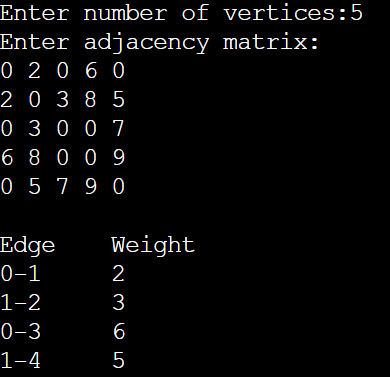 Enter number of vertices:5
Enter adjacency matrix:
0 2 0 6 0
2 0 3 8 5
0 3 0 0 7
6 8 0 0 9
0 5 7 9 0
Edge    Weight
0-1     2
1-2     3
0-3     6
1-4     5